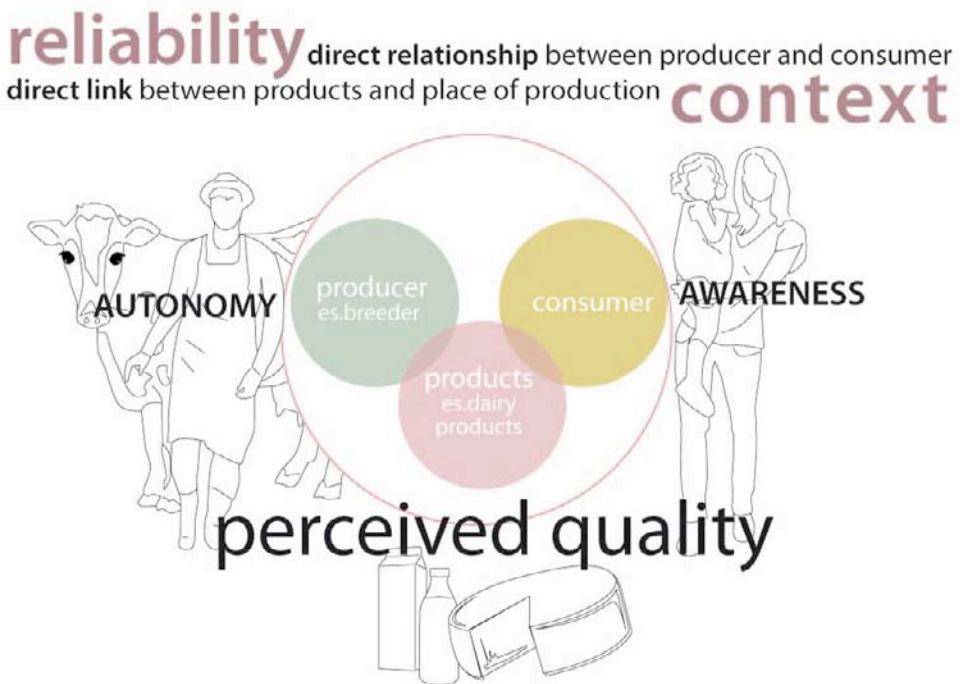 reliability direct relationship between producer and consumer
direct link between products and place of production context
AUTONOMY
producer
es.breeder
consumer
AWARENESS
products
es.dairy
products
perceived quality